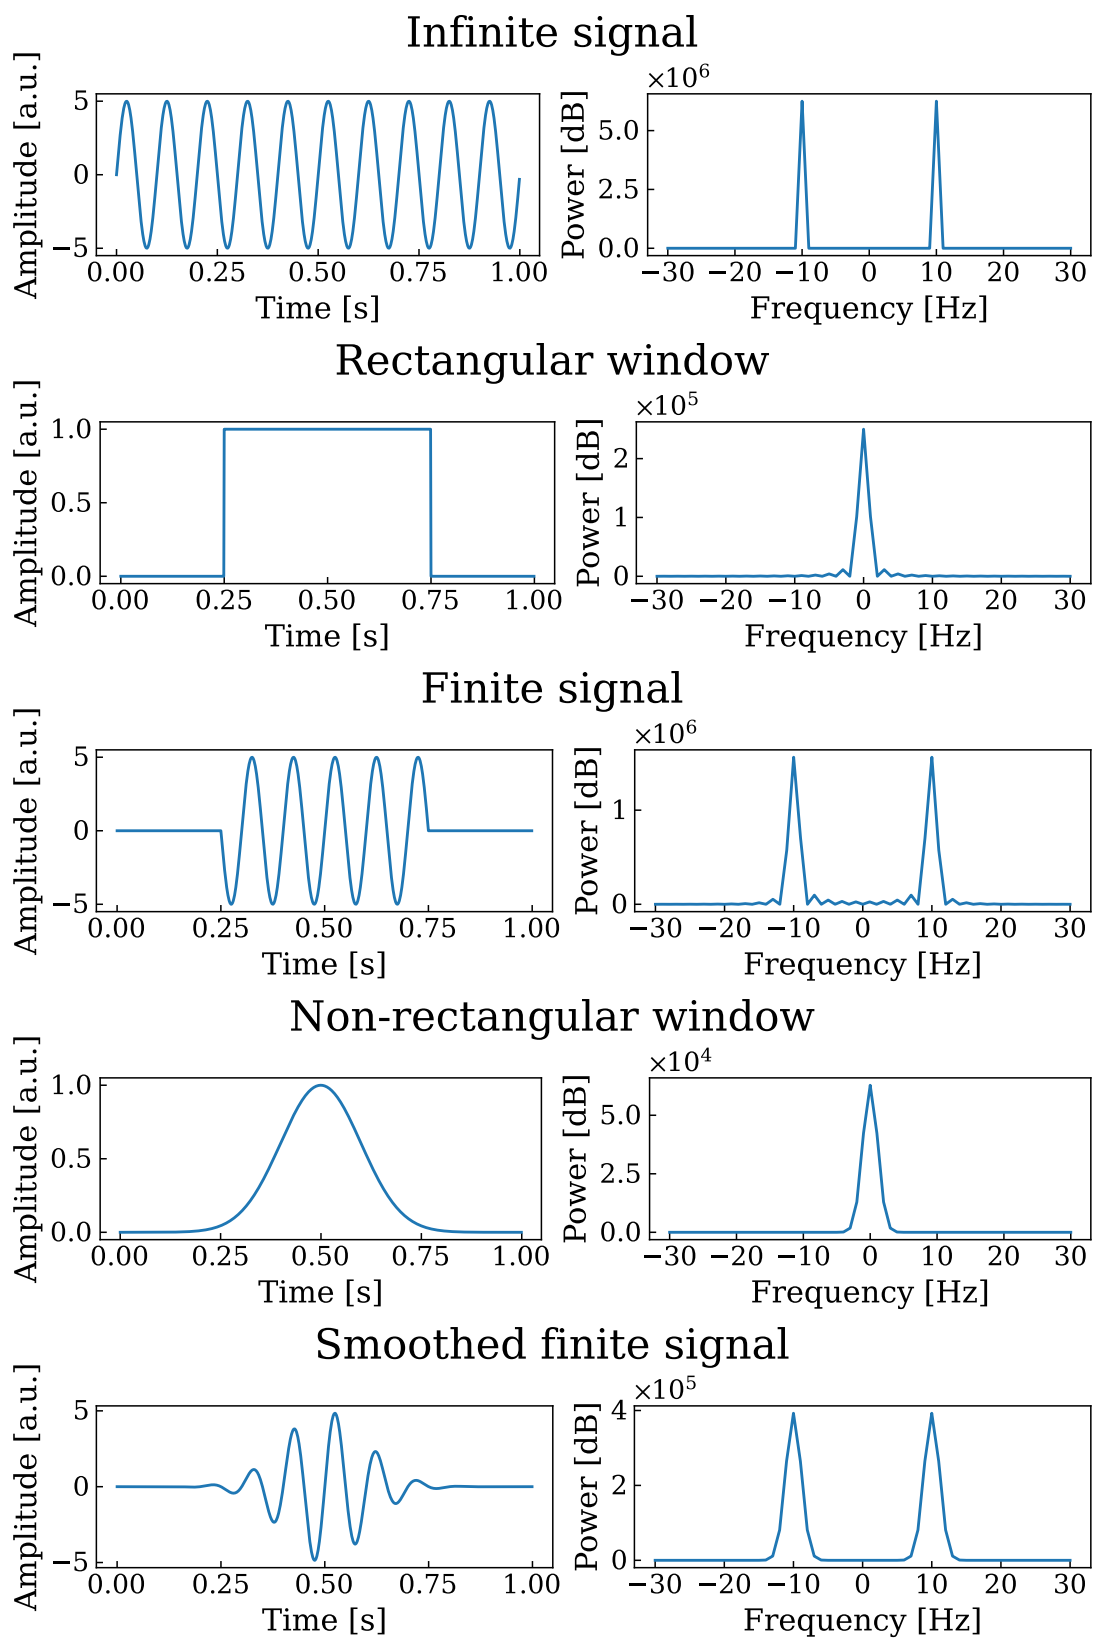 Infinite signal
×10⁶
Amplitude [a.u.]
5
0
−5
0.00 0.25 0.50 0.75 1.00
Time [s]
Power [dB]
5.0
2.5
0.0
−30 −20 −10 0 10 20 30
Frequency [Hz]
Rectangular window
×10⁵
Amplitude [a.u.]
1.0
0.5
0.0
0.00 0.25 0.50 0.75 1.00
Time [s]
Power [dB]
2
1
0
−30 −20 −10 0 10 20 30
Frequency [Hz]
Finite signal
×10⁶
Amplitude [a.u.]
5
0
−5
0.00 0.25 0.50 0.75 1.00
Time [s]
Power [dB]
1
0
−30 −20 −10 0 10 20 30
Frequency [Hz]
Non-rectangular window
×10⁴
Amplitude [a.u.]
1.0
0.5
0.0
0.00 0.25 0.50 0.75 1.00
Time [s]
Power [dB]
5.0
2.5
0.0
−30 −20 −10 0 10 20 30
Frequency [Hz]
Smoothed finite signal
×10⁵
Amplitude [a.u.]
5
0
−5
0.00 0.25 0.50 0.75 1.00
Time [s]
Power [dB]
4
2
0
−30 −20 −10 0 10 20 30
Frequency [Hz]